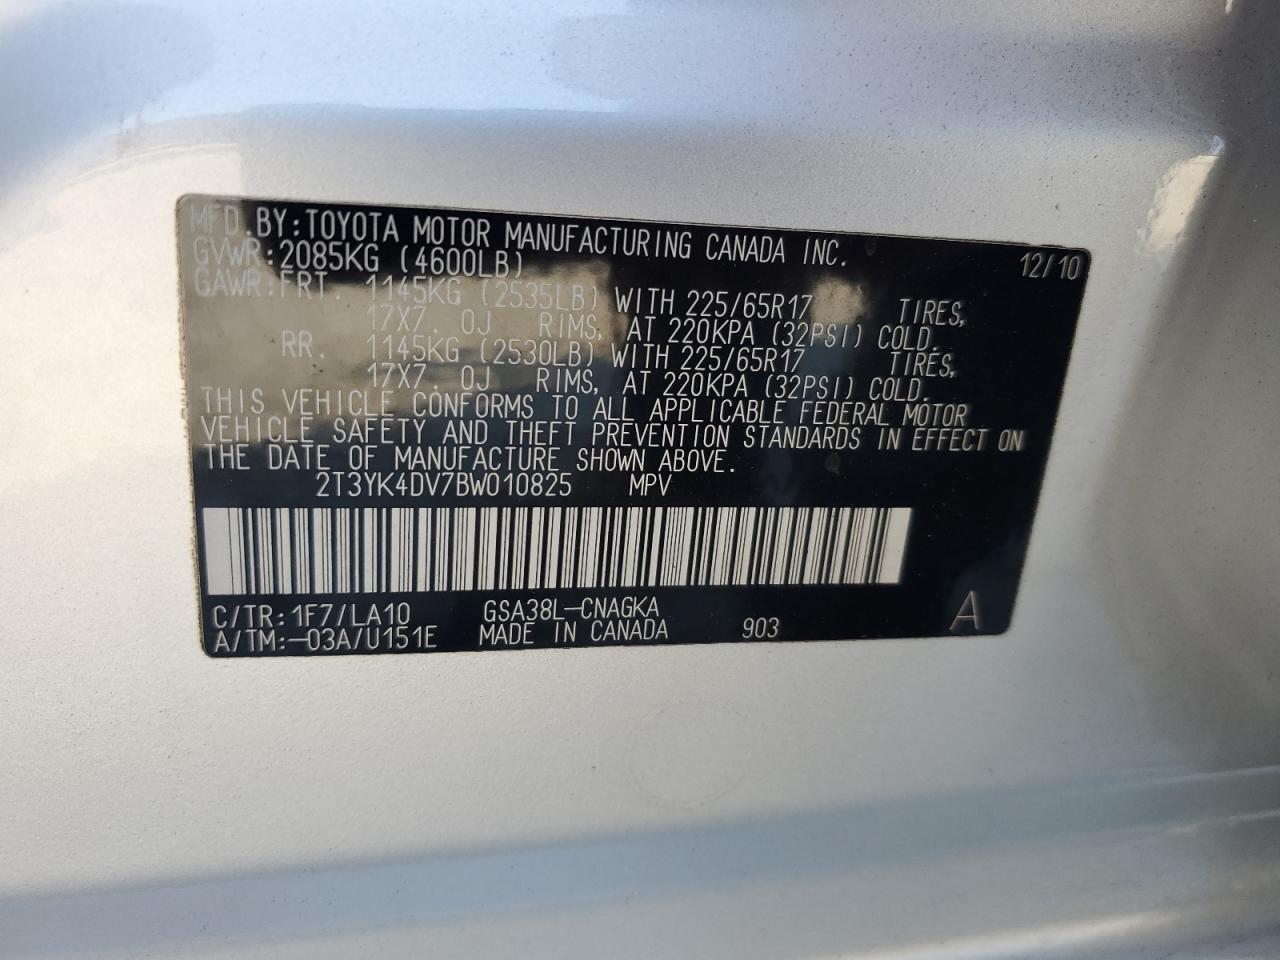 MFD.BY:TOYOTA MOTOR MANUFACTURING CANADA INC. 12/10
GVWR:2085KG (4600LB)
GAWR:FRT. 1145KG (2535LB) WITH 225/65R17 TIRES,
17X7. 0J RIMS, AT 220KPA (32PSI) COLD.
RR. 1145KG (2530LB) WITH 225/65R17 TIRES,
17X7. 0J RIMS, AT 220KPA (32PSI) COLD.
THIS VEHICLE CONFORMS TO ALL APPLICABLE FEDERAL MOTOR
VEHICLE SAFETY AND THEFT PREVENTION STANDARDS IN EFFECT ON
THE DATE OF MANUFACTURE SHOWN ABOVE.
2T3YK4DV7BW010825 MPV
C/TR:1F7/LA10 GSA38L-CNAGKA
A/TM:-03A/U151E MADE IN CANADA 903 A